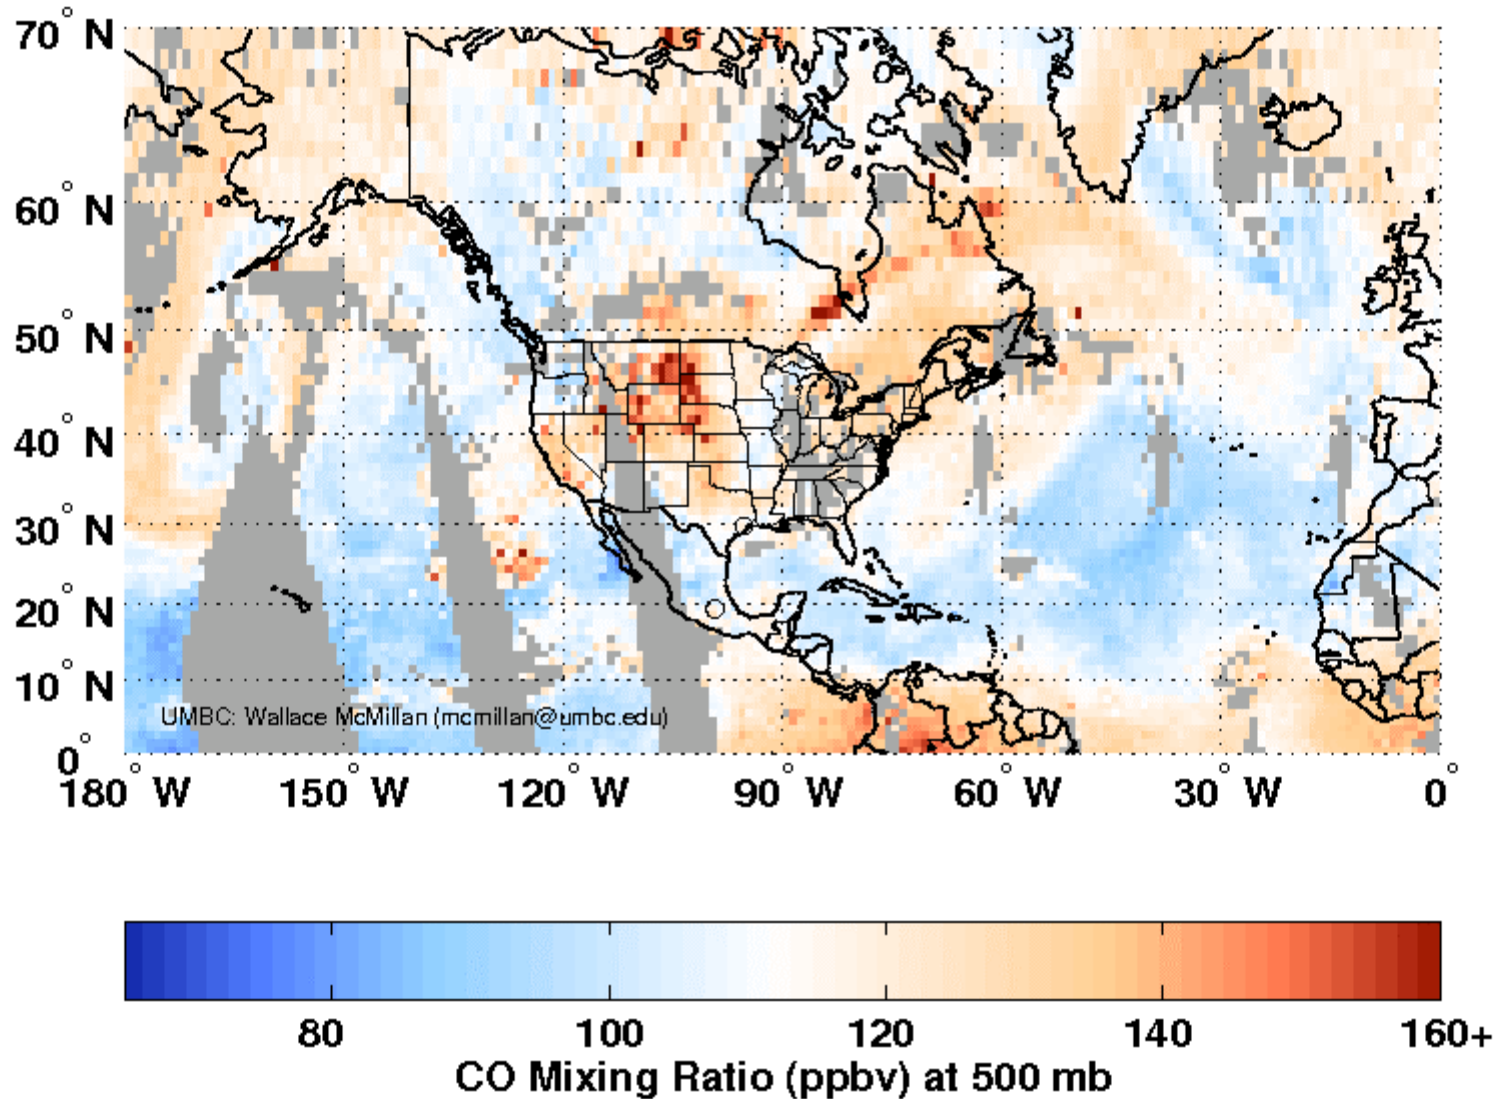 70° N
60° N
50° N
40° N
30° N
20° N
10° N
UMBC: Wallace McMillan (mcmillan@umbc.edu)
0°
180° W 150° W 120° W 90° W 60° W 30° W 0°
80 100 120 140 160+
CO Mixing Ratio (ppbv) at 500 mb